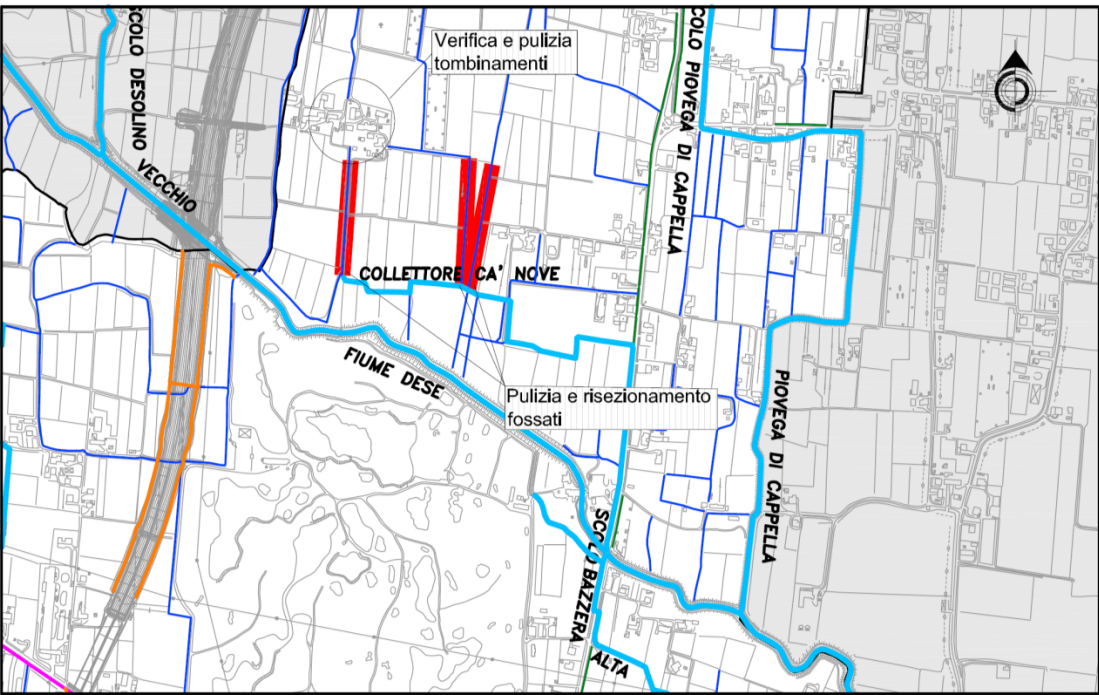 SCOLO DESOLINO
VECCHIO
Verifica e pulizia
tombinamenti
SCOLO PIOVEGA DI CAPPELLA
COLLETTORE CA' NOVE
FIUME DESE
Pulizia e risezionamento
fossati
PIOVEGA DI CAPPELLA
SCOLO BAZZERA
ALTA